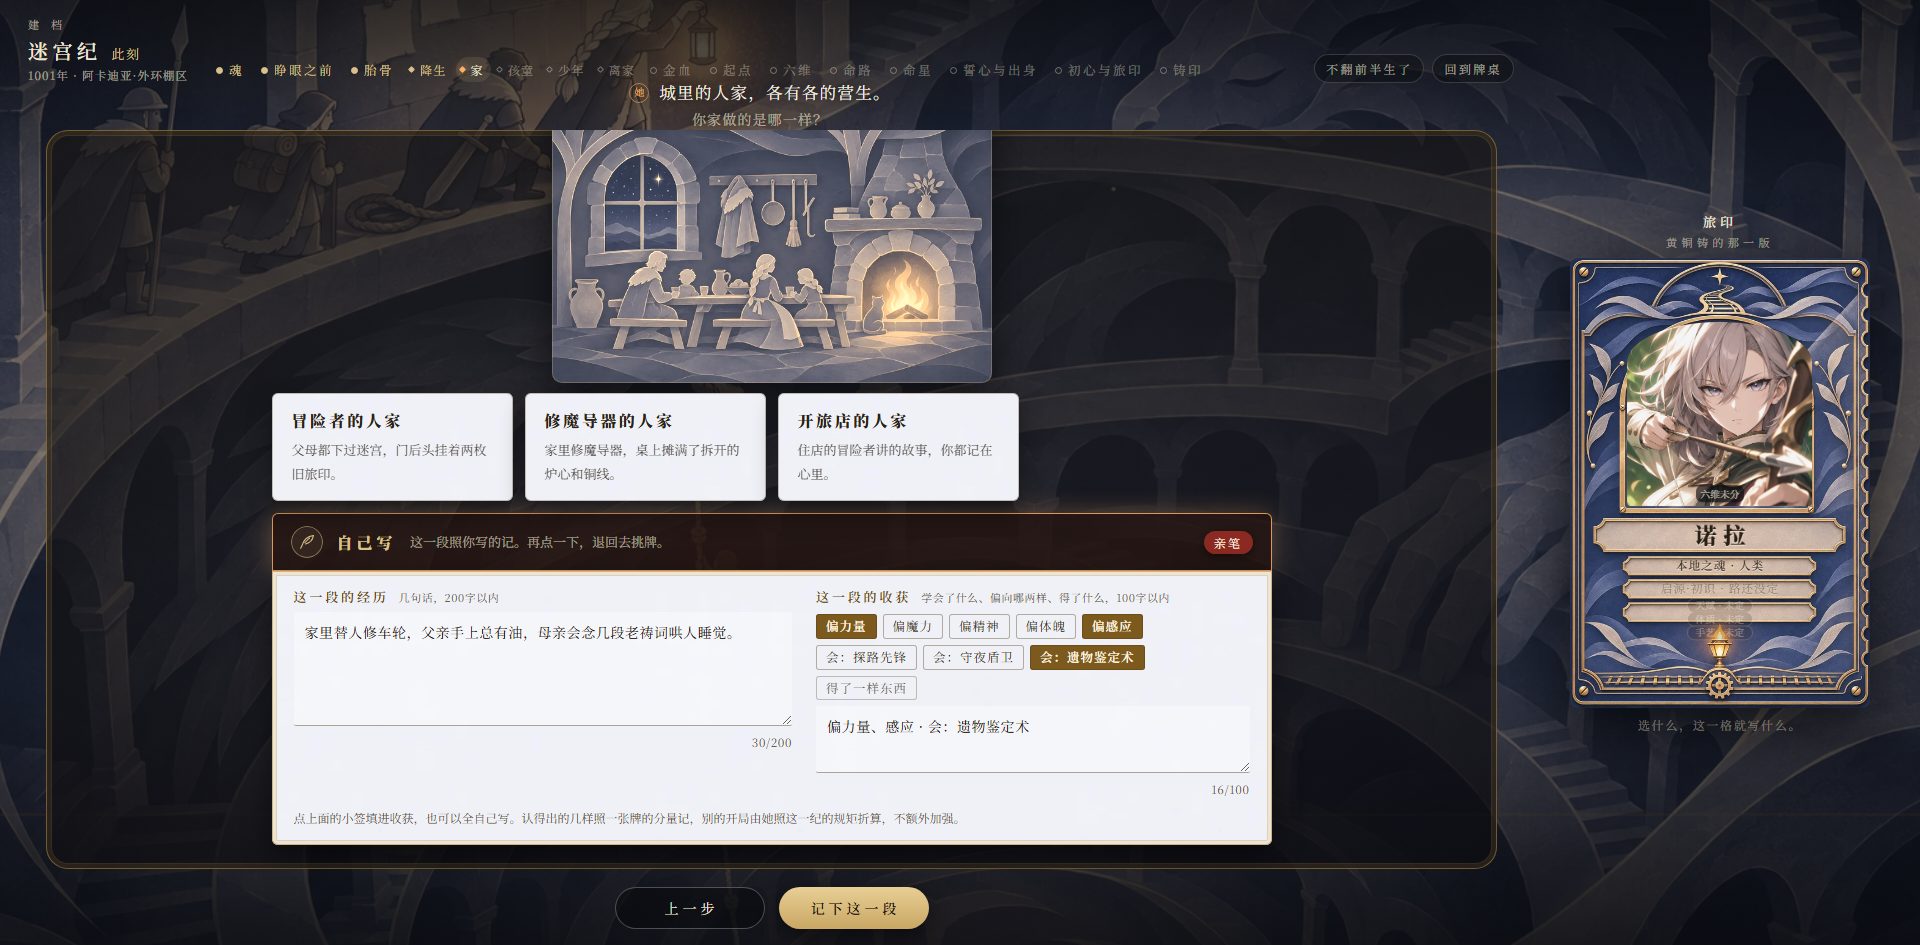 建 档
迷宫纪 此刻
1001年 · 阿卡迪亚·外环棚区
魂 睁眼之前 胎骨 降生 家 孩童 少年 离家 金血 起点 六维 命路 命星 誓心与出身 初心与旅印 铸印
不翻前半生了 回到牌桌
她 城里的人家，各有各的营生。
你家做的是哪一样？
旅印
黄铜铸的那一版
冒险者的人家
父母都下过迷宫，门后头挂着两枚
旧旅印。
修魔导器的人家
家里修魔导器，桌上摊满了拆开的
炉心和铜线。
开旅店的人家
住店的冒险者讲的故事，你都记在
心里。
六维未分
诺拉
本地之魂 · 人类
启源·初识 · 路还没定
天赋 · 未定
体质 · 未定
手艺 · 未定
选什么，这一格就写什么。
自己写 这一段照你写的记。再点一下，退回去挑牌。 亲笔
这一段的经历 几句话，200字以内
家里替人修车轮，父亲手上总有油，母亲会念几段老祷词哄人睡觉。
30/200
这一段的收获 学会了什么、偏向哪两样、得了什么，100字以内
偏力量 偏魔力 偏精神 偏体魄 偏感应
会：探路先锋 会：守夜盾卫 会：遗物鉴定术
得了一样东西
偏力量、感应 · 会：遗物鉴定术
16/100
点上面的小签填进收获，也可以全自己写。认得出的几样照一张牌的分量记，别的开局由她照这一纪的规矩折算，不额外加强。
上一步 记下这一段